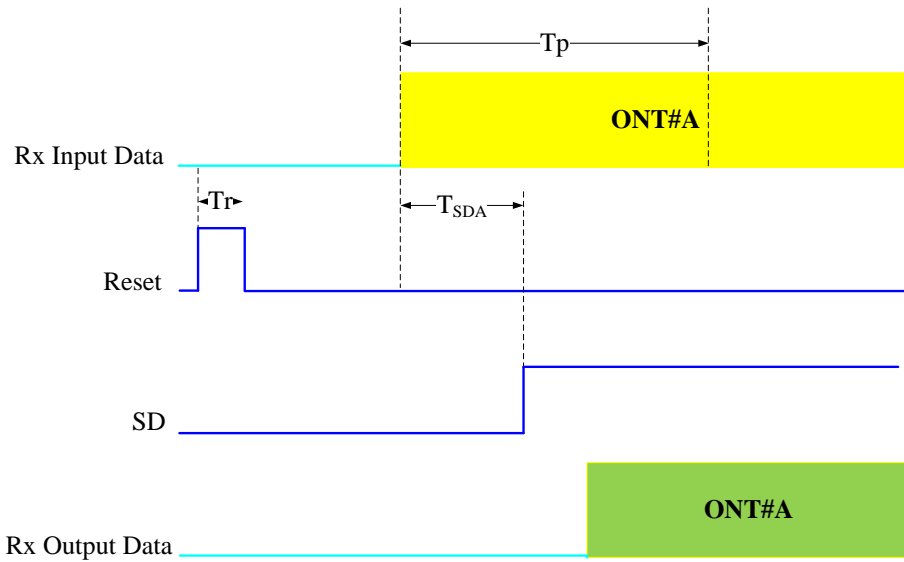 Tp
ONT#A
Rx Input Data
Tr
TSDA
Reset
SD
ONT#A
Rx Output Data